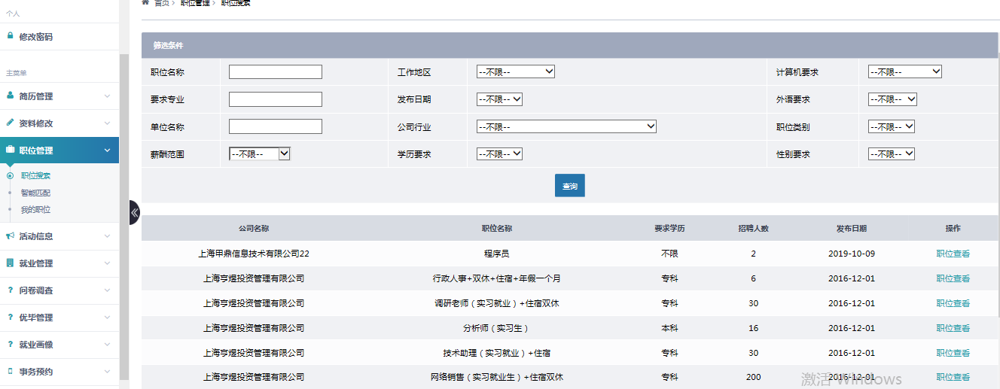 个人
首页 > 职位管理 > 职位搜索
修改密码
主菜单
简历管理
资料修改
职位管理
职位搜索
智能匹配
我的职位
活动信息
就业管理
问卷调查
优毕管理
就业画像
事务预约
筛选条件
职位名称 工作地区 --不限-- 计算机要求 --不限--
要求专业 发布日期 --不限-- 外语要求 --不限--
单位名称 公司行业 --不限-- 职位类别 --不限--
薪酬范围 --不限-- 学历要求 --不限-- 性别要求 --不限--
查询
公司名称 职位名称 要求学历 招聘人数 发布日期 操作
上海甲鼎信息技术有限公司22 程序员 不限 2 2019-10-09 职位查看
上海亨煜投资管理有限公司 行政人事+双休+住宿+年假一个月 专科 6 2016-12-01 职位查看
上海亨煜投资管理有限公司 调研老师（实习就业）+住宿双休 专科 30 2016-12-01 职位查看
上海亨煜投资管理有限公司 分析师（实习生） 本科 16 2016-12-01 职位查看
上海亨煜投资管理有限公司 技术助理（实习就业）+住宿 专科 30 2016-12-01 职位查看
上海亨煜投资管理有限公司 网络销售（实习就业生）+住宿双休 专科 200 2016-12-01 职位查看
激活 Windows